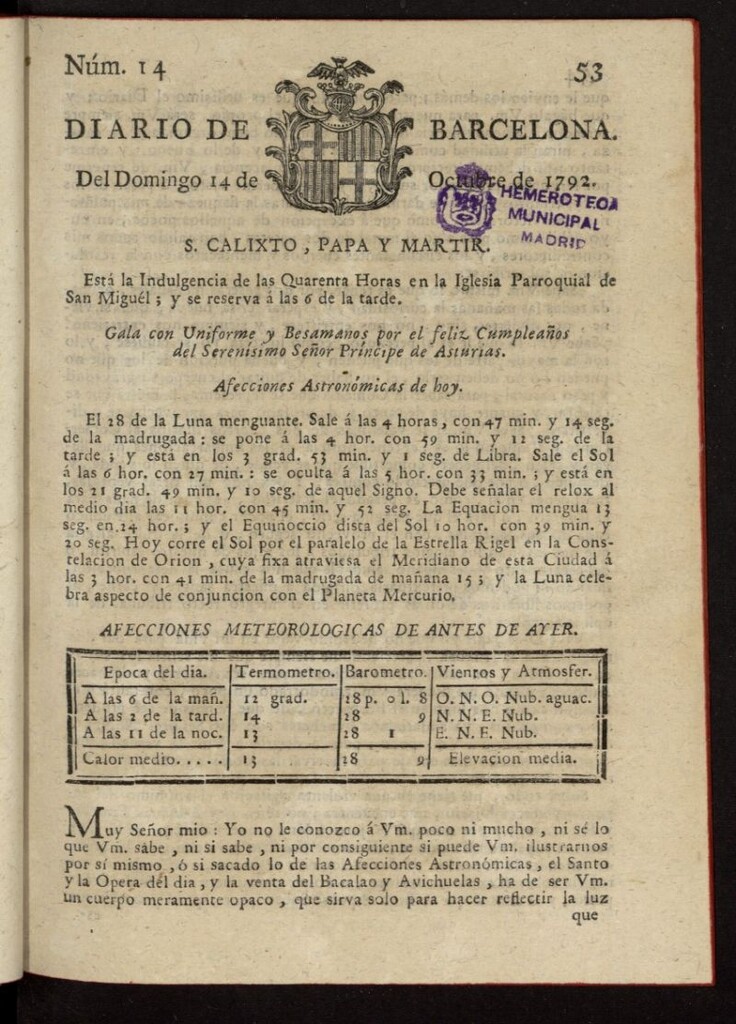 Núm. 14
53
DIARIO DE BARCELONA.
Del Domingo 14 de Octubre de 1792.
HEMEROTECA
MUNICIPAL
MADRID
S. CALIXTO, PAPA Y MARTIR.
Está la Indulgencia de las Quarenta Horas en la Iglesia Parroquial de
San Miguél; y se reserva á las 6 de la tarde.
Gala con Uniforme y Besamanos por el feliz Cumpleaños
del Serenísimo Señor Príncipe de Asturias.
Afecciones Astronómicas de hoy.
El 28 de la Luna menguante. Sale á las 4 horas, con 47 min. y 14 seg.
de la madrugada: se pone á las 4 hor. con 59 min. y 12 seg. de la
tarde; y está en los 3 grad. 53 min. y 1 seg. de Libra. Sale el Sol
á las 6 hor. con 27 min.: se oculta á las 5 hor. con 33 min.; y está en
los 21 grad. 49 min. y 10 seg. de aquel Signo. Debe señalar el relox al
medio dia las 11 hor. con 45 min. y 52 seg. La Equacion mengua 13
seg. en 24 hor.; y el Equinoccio dista del Sol 10 hor. con 39 min. y
20 seg. Hoy corre el Sol por el paralelo de la Estrella Rigel en la Cons-
telacion de Orion, cuya fixa atraviesa el Meridiano de esta Ciudad á
las 3 hor. con 41 min. de la madrugada de mañana 15; y la Luna cele-
bra aspecto de conjuncion con el Planeta Mercurio.
AFECCIONES METEOROLOGICAS DE ANTES DE AYER.
Epoca del dia. Termometro. Barometro. Vientos y Atmosfer.
A las 6 de la mañ. 12 grad. 28 p. 0 l. 8 O. N. O. Nub. aguac.
A las 2 de la tard. 14 28 9 N. N. E. Nub.
A las 11 de la noc. 13 28 1 E. N. E. Nub.
Calor medio..... 13 28 9 Elevacion media.
Muy Señor mio: Yo no le conozco á Vm. poco ni mucho, ni sé lo
que Vm. sabe, ni si sabe, ni por consiguiente si puede Vm. ilustrarnos
por sí mismo, ó si sacado lo de las Afecciones Astronómicas, el Santo
y la Opera del dia, y la venta del Bacalao y Avichuelas, ha de ser Vm.
un cuerpo meramente opaco, que sirva solo para hacer reflectir la luz
que